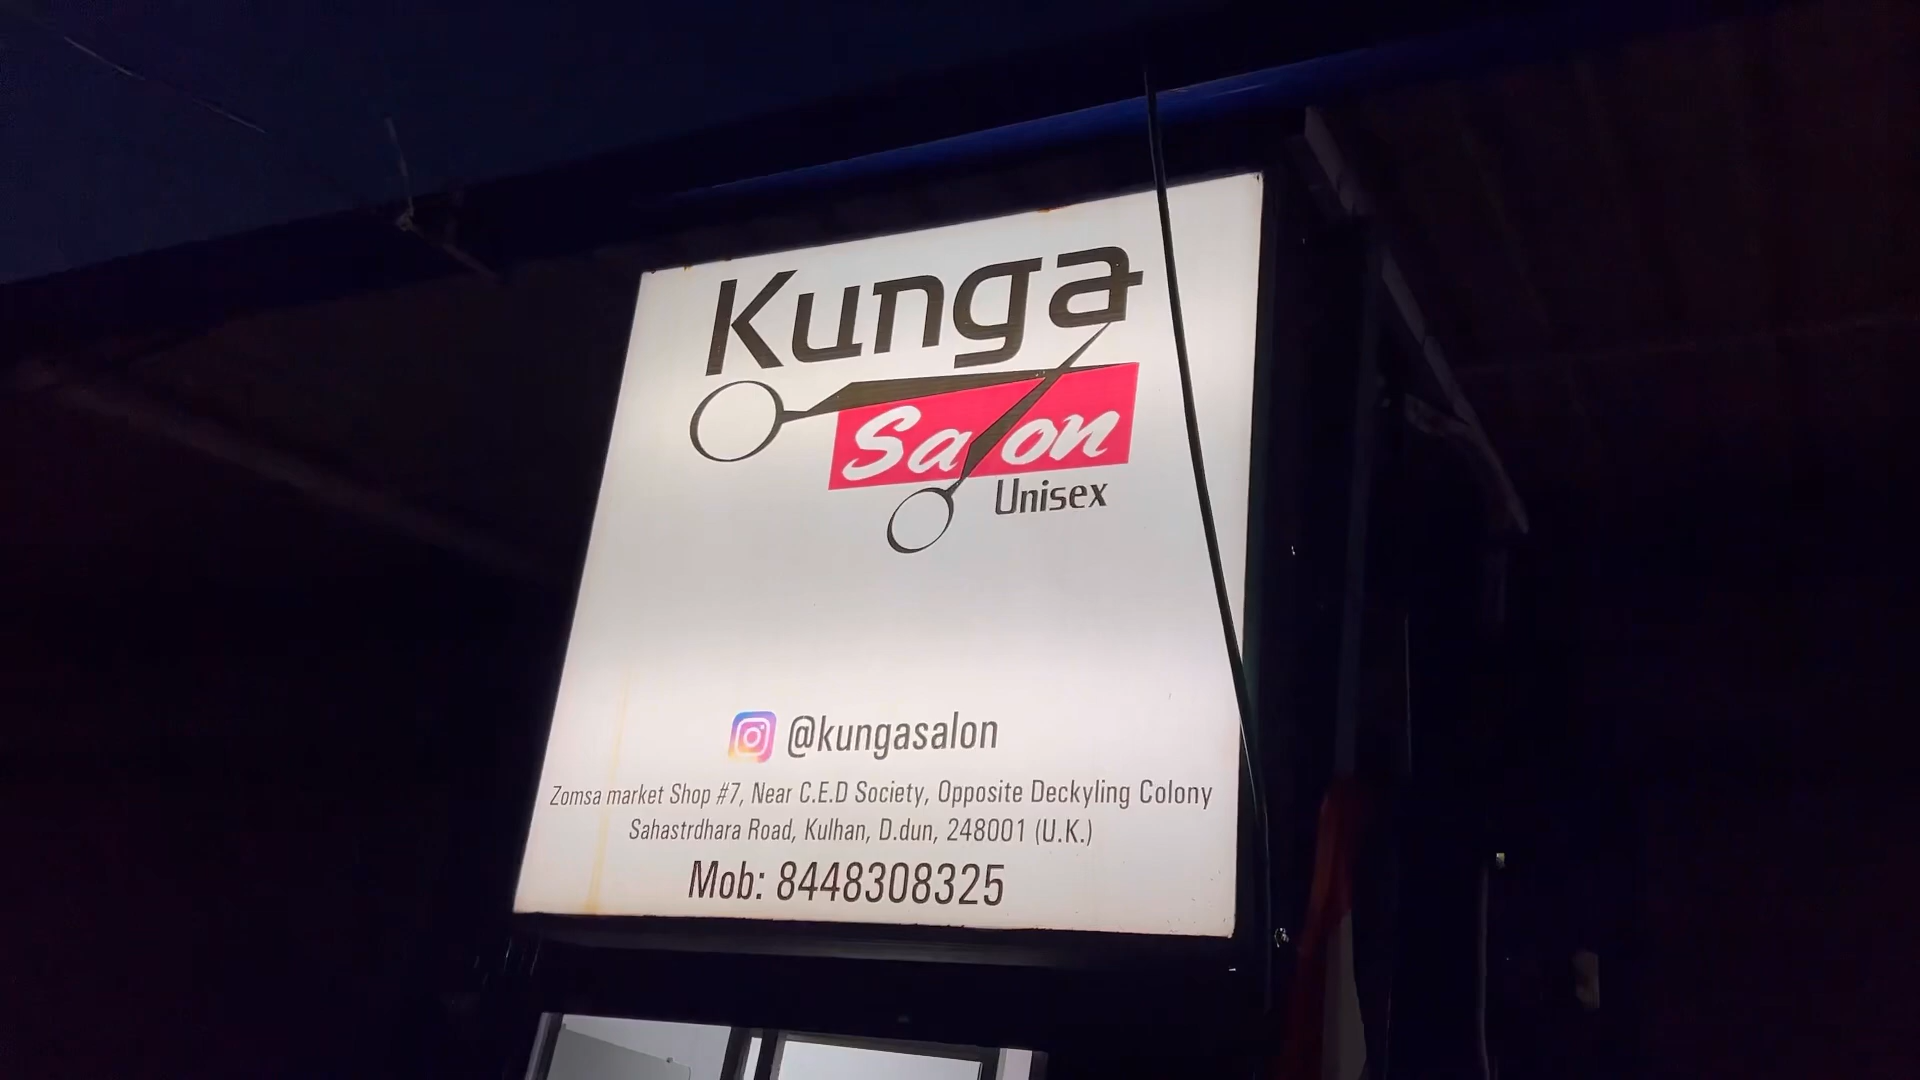 Kunga
Salon
Unisex
@kungasalon
Zomsa market Shop #7, Near C.E.D Society, Opposite Deckyling Colony
Sahastrdhara Road, Kulhan, D.dun, 248001 (U.K.)
Mob: 8448308325